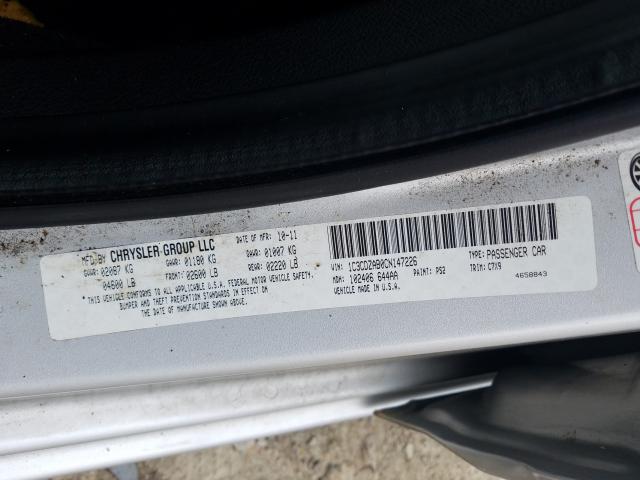 MFD BY CHRYSLER GROUP LLC DATE OF MFR: 10-11
GVWR: 02087 KG GAWR: 01180 KG GAWR: 01007 KG
04600 LB FRONT: 02600 LB REAR: 02220 LB
*THIS VEHICLE CONFORMS TO ALL APPLICABLE U.S.A. FEDERAL MOTOR VEHICLE SAFETY,
BUMPER AND THEFT PREVENTION STANDARDS IN EFFECT ON
THE DATE OF MANUFACTURE SHOWN ABOVE.*
VIN: 1C3CDZAB0CN147226 TYPE: PASSENGER CAR
MDH: 102406 644AA PAINT: PS2 TRIM: C7X9
VEHICLE MADE IN U.S.A. 4658843